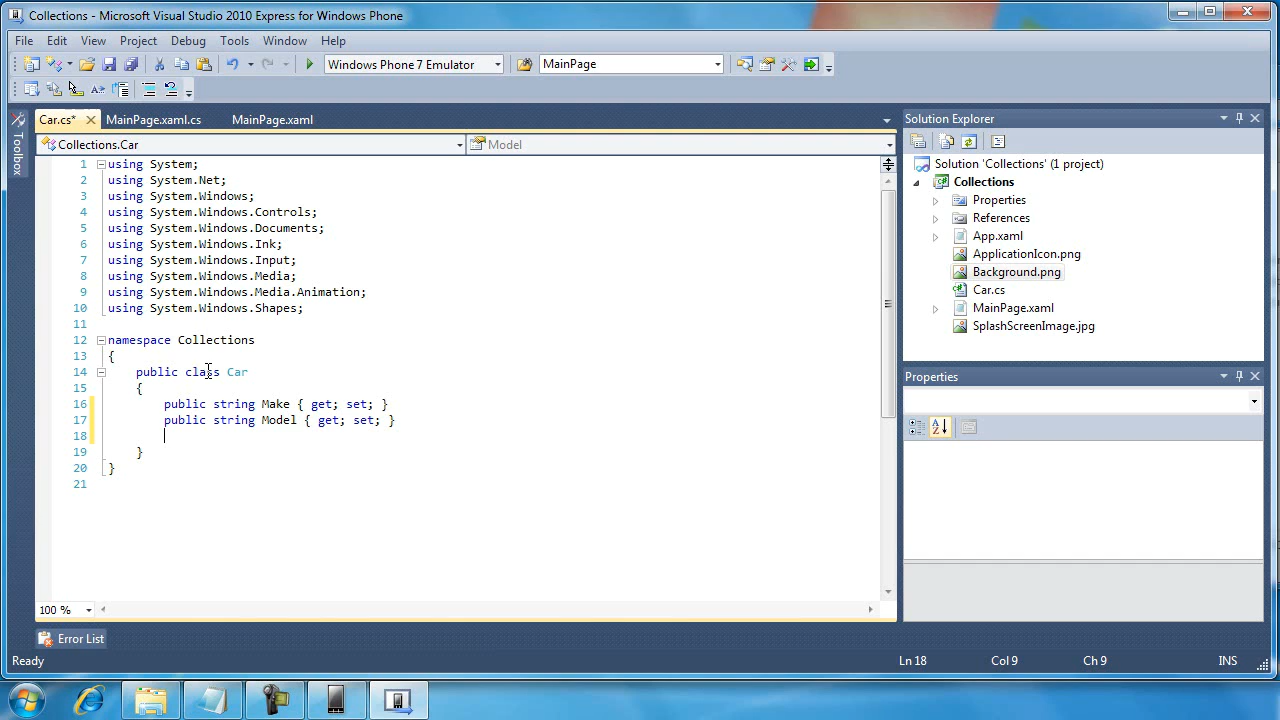 Collections - Microsoft Visual Studio 2010 Express for Windows Phone
File Edit View Project Debug Tools Window Help
Windows Phone 7 Emulator MainPage
Car.cs* MainPage.xaml.cs MainPage.xaml
Toolbox
Collections.Car Model
1 using System;
2 using System.Net;
3 using System.Windows;
4 using System.Windows.Controls;
5 using System.Windows.Documents;
6 using System.Windows.Ink;
7 using System.Windows.Input;
8 using System.Windows.Media;
9 using System.Windows.Media.Animation;
10 using System.Windows.Shapes;
11
12 namespace Collections
13 {
14 public class Car
15 {
16 public string Make { get; set; }
17 public string Model { get; set; }
18
19 }
20 }
21
100 %
Solution Explorer
Solution 'Collections' (1 project)
Collections
Properties
References
App.xaml
ApplicationIcon.png
Background.png
Car.cs
MainPage.xaml
SplashScreenImage.jpg
Properties
Error List
Ready Ln 18 Col 9 Ch 9 INS